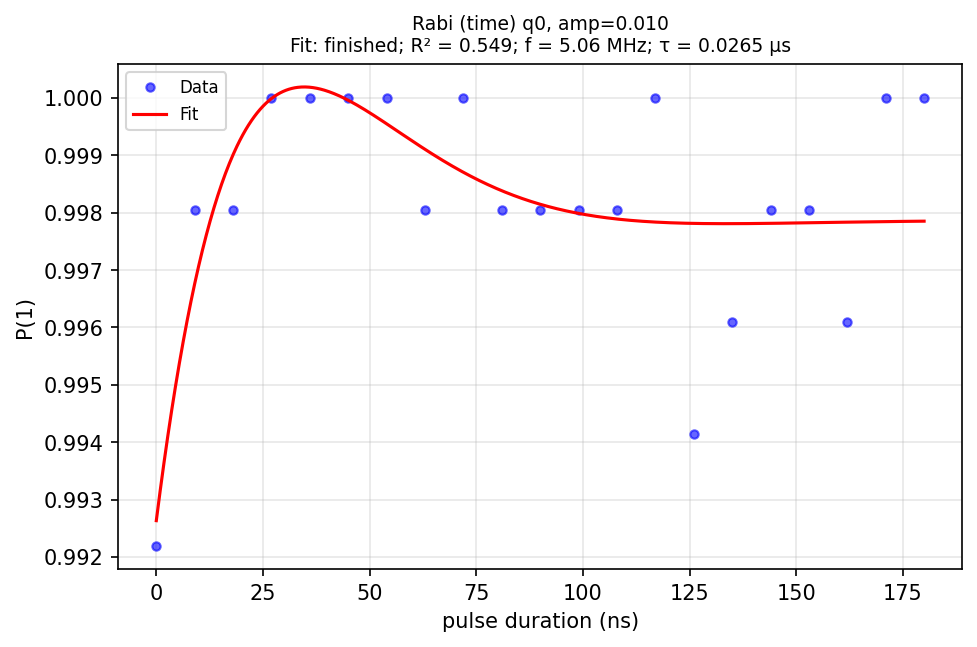 Rabi (time) q0, amp=0.010
Fit: finished; R² = 0.549; f = 5.06 MHz; τ = 0.0265 μs
Data
Fit
1.000
0.999
0.998
0.997
0.996
0.995
0.994
0.993
0.992
P(1)
0 25 50 75 100 125 150 175
pulse duration (ns)